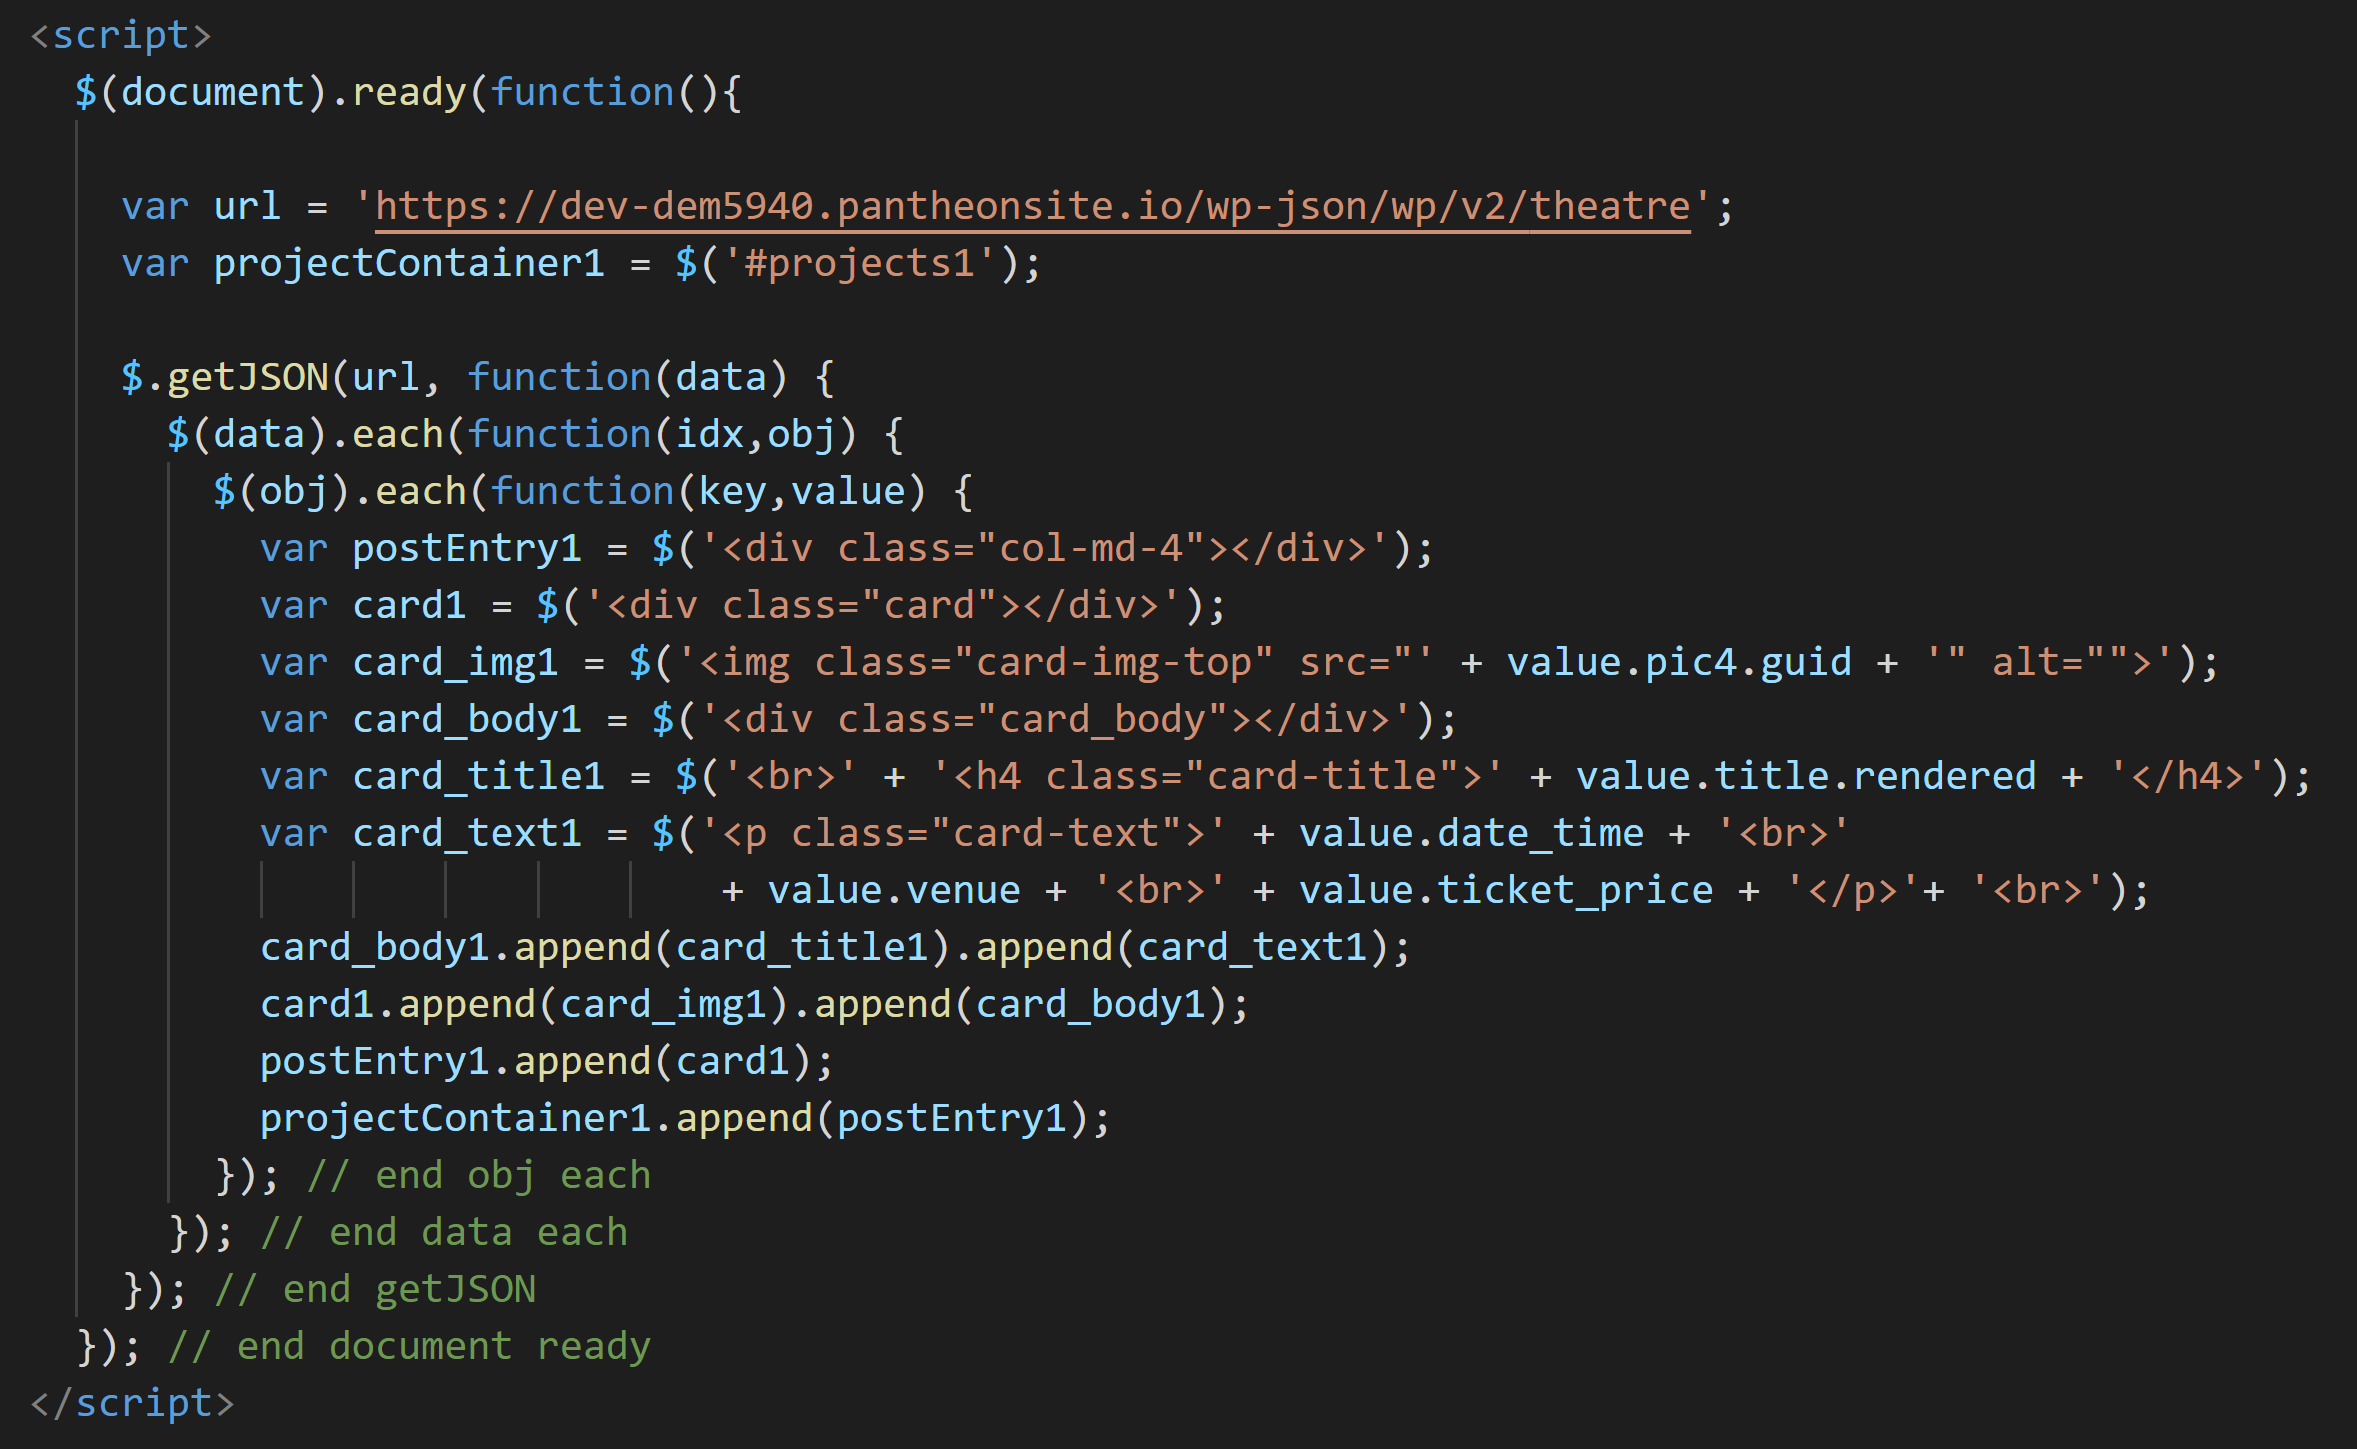 <script>
  $(document).ready(function(){

    var url = 'https://dev-dem5940.pantheonsite.io/wp-json/wp/v2/theatre';
    var projectContainer1 = $('#projects1');

    $.getJSON(url, function(data) {
      $(data).each(function(idx,obj) {
        $(obj).each(function(key,value) {
          var postEntry1 = $('<div class="col-md-4"></div>');
          var card1 = $('<div class="card"></div>');
          var card_img1 = $('<img class="card-img-top" src="' + value.pic4.guid + '" alt="">');
          var card_body1 = $('<div class="card_body"></div>');
          var card_title1 = $('<br>' + '<h4 class="card-title">' + value.title.rendered + '</h4>');
          var card_text1 = $('<p class="card-text">' + value.date_time + '<br>'
                              + value.venue + '<br>' + value.ticket_price + '</p>'+ '<br>');
          card_body1.append(card_title1).append(card_text1);
          card1.append(card_img1).append(card_body1);
          postEntry1.append(card1);
          projectContainer1.append(postEntry1);
        }); // end obj each
      }); // end data each
    }); // end getJSON
  }); // end document ready
</script>